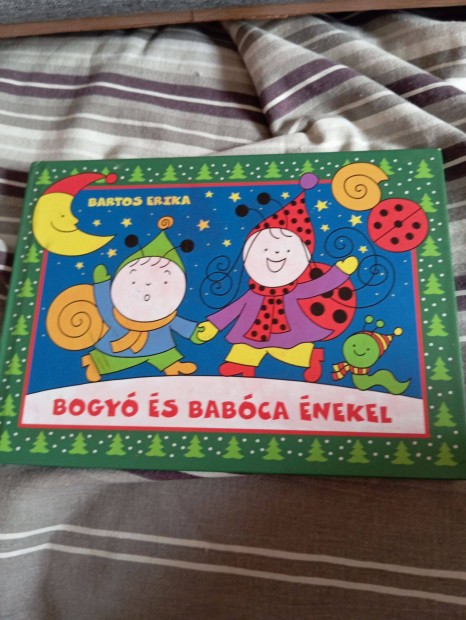 BARTOS ERIKA
BOGYÓ ÉS BABÓCA ÉNEKEL